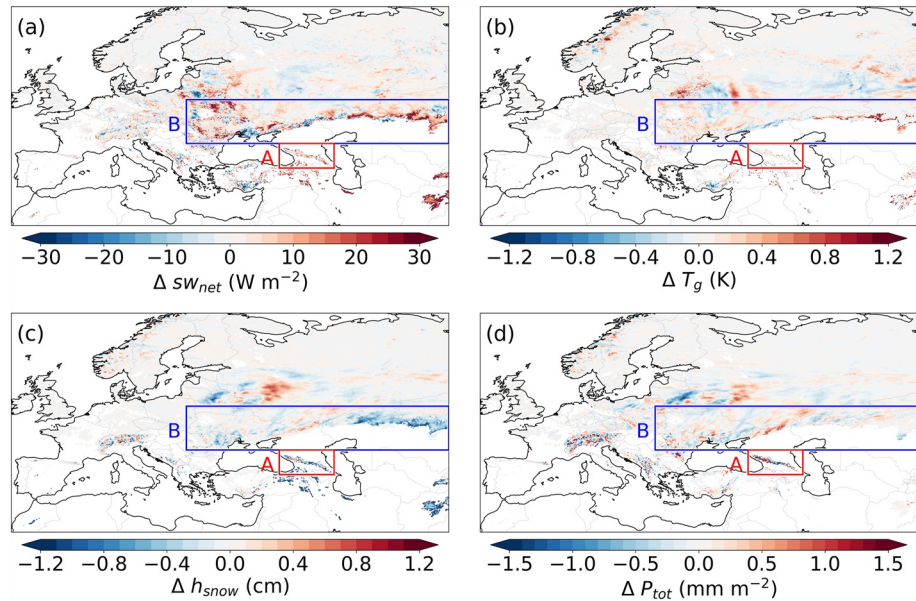 (a)
B
A
−30 −20 −10 0 10 20 30
Δ sw_net (W m⁻²)
(b)
B
A
−1.2 −0.8 −0.4 0.0 0.4 0.8 1.2
Δ T_g (K)
(c)
B
A
−1.2 −0.8 −0.4 0.0 0.4 0.8 1.2
Δ h_snow (cm)
(d)
B
A
−1.5 −1.0 −0.5 0.0 0.5 1.0 1.5
Δ P_tot (mm m⁻²)